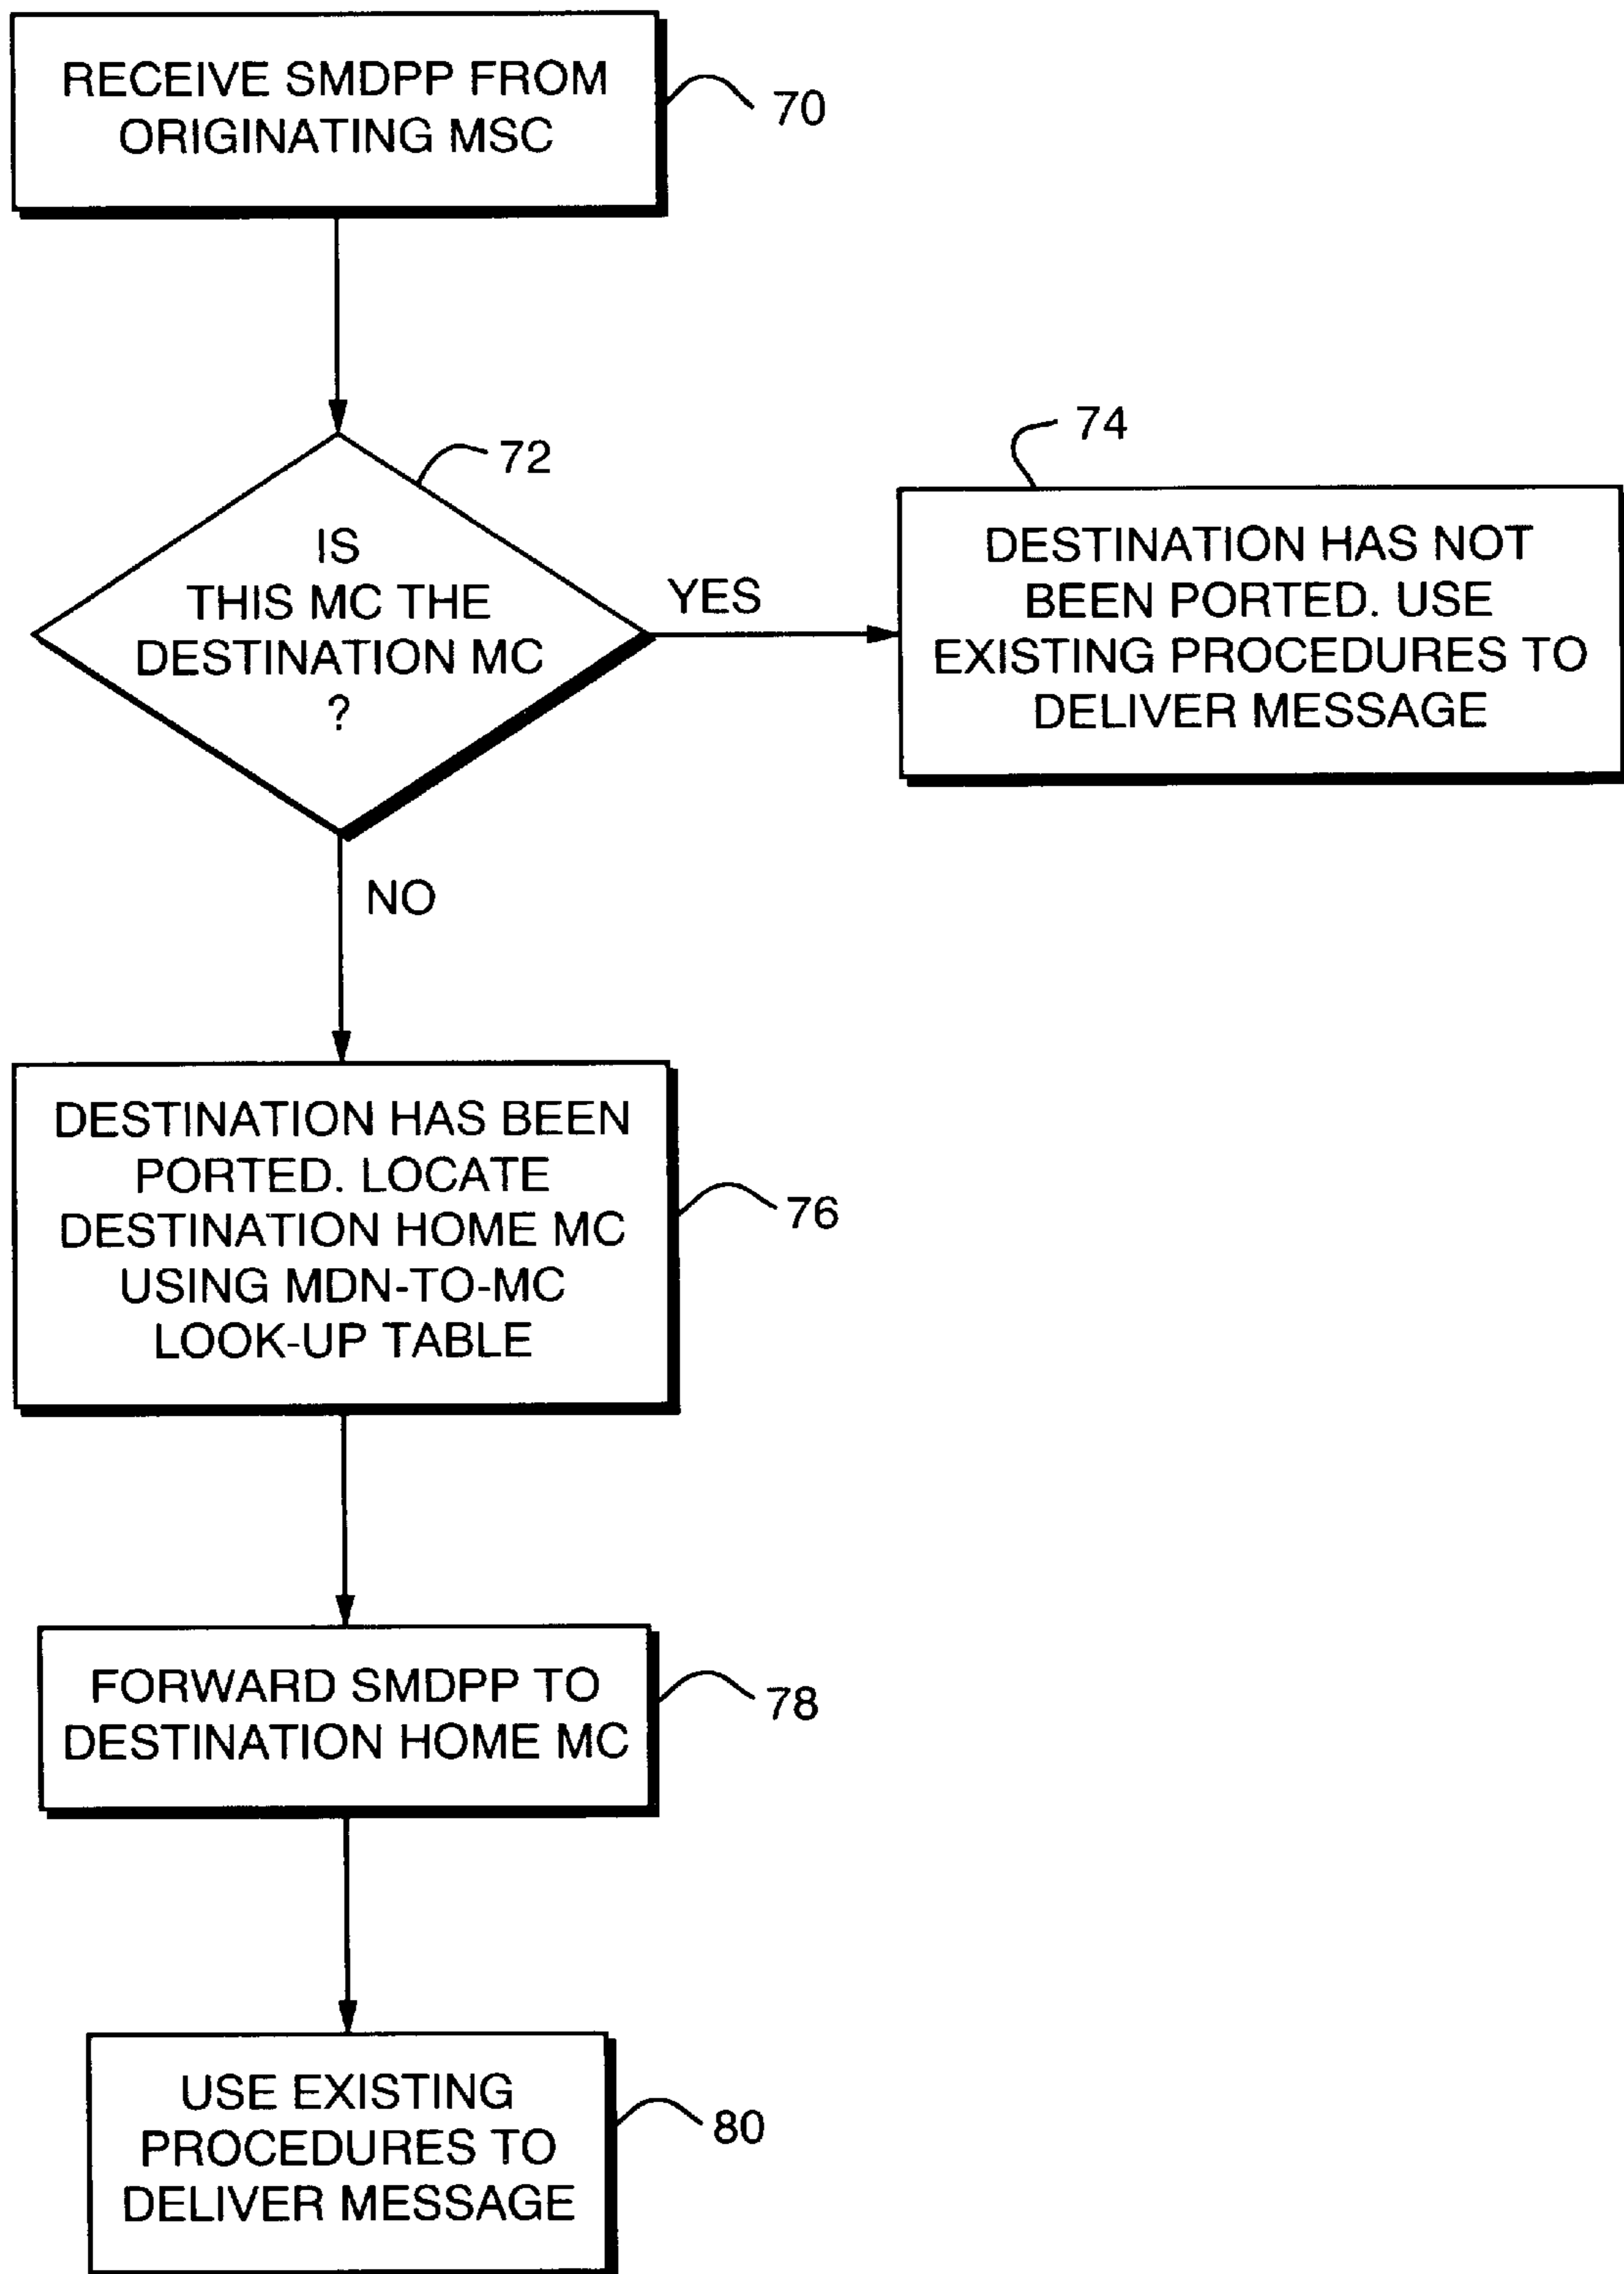 RECEIVE SMDPP FROM
ORIGINATING MSC
70
72
IS
THIS MC THE
DESTINATION MC
?
YES
74
DESTINATION HAS NOT
BEEN PORTED. USE
EXISTING PROCEDURES TO
DELIVER MESSAGE
NO
DESTINATION HAS BEEN
PORTED. LOCATE
DESTINATION HOME MC
USING MDN-TO-MC
LOOK-UP TABLE
76
FORWARD SMDPP TO
DESTINATION HOME MC
78
USE EXISTING
PROCEDURES TO
DELIVER MESSAGE
80